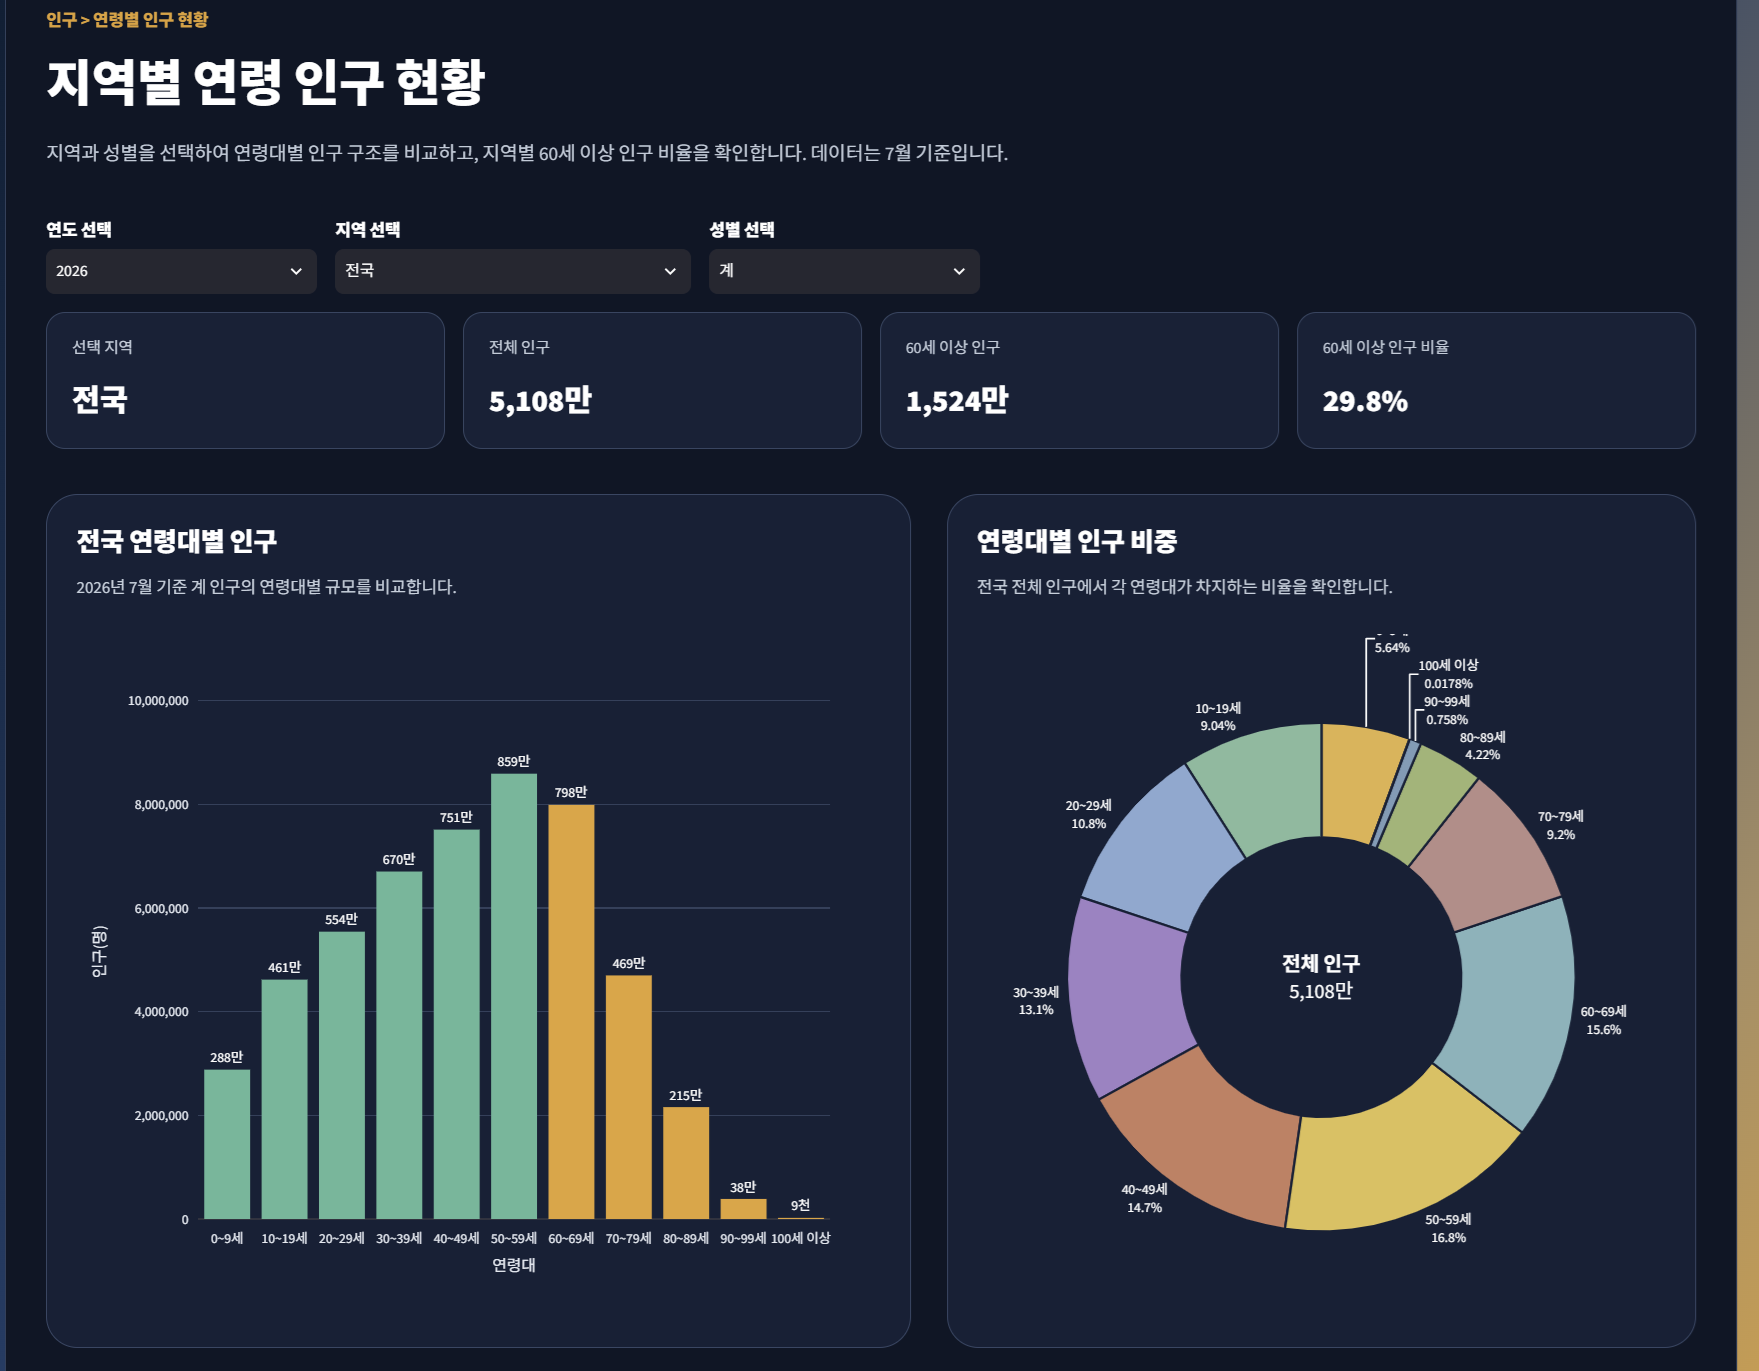 인구 > 연령별 인구 현황
지역별 연령 인구 현황
지역과 성별을 선택하여 연령대별 인구 구조를 비교하고, 지역별 60세 이상 인구 비율을 확인합니다. 데이터는 7월 기준입니다.
연도 선택
2026
지역 선택
전국
성별 선택
계
선택 지역
전국
전체 인구
5,108만
60세 이상 인구
1,524만
60세 이상 인구 비율
29.8%
전국 연령대별 인구
2026년 7월 기준 계 인구의 연령대별 규모를 비교합니다.
인구(명)
10,000,000
8,000,000
6,000,000
4,000,000
2,000,000
0
288만
461만
554만
670만
751만
859만
798만
469만
215만
38만
9천
0~9세
10~19세
20~29세
30~39세
40~49세
50~59세
60~69세
70~79세
80~89세
90~99세
100세 이상
연령대
연령대별 인구 비중
전국 전체 인구에서 각 연령대가 차지하는 비율을 확인합니다.
5.64%
100세 이상
0.0178%
90~99세
0.758%
80~89세
4.22%
70~79세
9.2%
60~69세
15.6%
50~59세
16.8%
40~49세
14.7%
30~39세
13.1%
20~29세
10.8%
10~19세
9.04%
전체 인구
5,108만